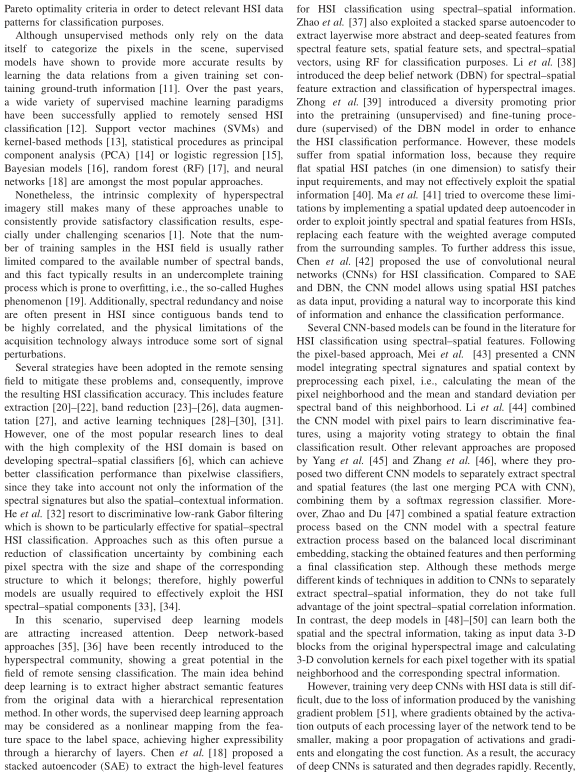 Pareto optimality criteria in order to detect relevant HSI data
patterns for classification purposes.
Although unsupervised methods only rely on the data
itself to categorize the pixels in the scene, supervised
models have shown to provide more accurate results by
learning the data relations from a given training set con-
taining ground-truth information [11]. Over the past years,
a wide variety of supervised machine learning paradigms
have been successfully applied to remotely sensed HSI
classification [12]. Support vector machines (SVMs) and
kernel-based methods [13], statistical procedures as principal
component analysis (PCA) [14] or logistic regression [15],
Bayesian models [16], random forest (RF) [17], and neural
networks [18] are amongst the most popular approaches.
Nonetheless, the intrinsic complexity of hyperspectral
imagery still makes many of these approaches unable to
consistently provide satisfactory classification results, espe-
cially under challenging scenarios [1]. Note that the num-
ber of training samples in the HSI field is usually rather
limited compared to the available number of spectral bands,
and this fact typically results in an undercomplete training
process which is prone to overfitting, i.e., the so-called Hughes
phenomenon [19]. Additionally, spectral redundancy and noise
are often present in HSI since contiguous bands tend to
be highly correlated, and the physical limitations of the
acquisition technology always introduce some sort of signal
perturbations.
Several strategies have been adopted in the remote sensing
field to mitigate these problems and, consequently, improve
the resulting HSI classification accuracy. This includes feature
extraction [20]–[22], band reduction [23]–[26], data augmen-
tation [27], and active learning techniques [28]–[30], [31].
However, one of the most popular research lines to deal
with the high complexity of the HSI domain is based on
developing spectral–spatial classifiers [6], which can achieve
better classification performance than pixelwise classifiers,
since they take into account not only the information of the
spectral signatures but also the spatial–contextual information.
He et al. [32] resort to discriminative low-rank Gabor filtering
which is shown to be particularly effective for spatial–spectral
HSI classification. Approaches such as this often pursue a
reduction of classification uncertainty by combining each
pixel spectra with the size and shape of the corresponding
structure to which it belongs; therefore, highly powerful
models are usually required to effectively exploit the HSI
spectral–spatial components [33], [34].
In this scenario, supervised deep learning models
are attracting increased attention. Deep network-based
approaches [35], [36] have been recently introduced to the
hyperspectral community, showing a great potential in the
field of remote sensing classification. The main idea behind
deep learning is to extract higher abstract semantic features
from the original data with a hierarchical representation
method. In other words, the supervised deep learning approach
may be considered as a nonlinear mapping from the fea-
ture space to the label space, achieving higher expressibility
through a hierarchy of layers. Chen et al. [18] proposed a
stacked autoencoder (SAE) to extract the high-level features
for HSI classification using spectral–spatial information.
Zhao et al. [37] also exploited a stacked sparse autoencoder to
extract layerwise more abstract and deep-seated features from
spectral feature sets, spatial feature sets, and spectral–spatial
vectors, using RF for classification purposes. Li et al. [38]
introduced the deep belief network (DBN) for spectral–spatial
feature extraction and classification of hyperspectral images.
Zhong et al. [39] introduced a diversity promoting prior
into the pretraining (unsupervised) and fine-tuning proce-
dure (supervised) of the DBN model in order to enhance
the HSI classification performance. However, these models
suffer from spatial information loss, because they require
flat spatial HSI patches (in one dimension) to satisfy their
input requirements, and may not effectively exploit the spatial
information [40]. Ma et al. [41] tried to overcome these limi-
tations by implementing a spatial updated deep autoencoder in
order to exploit jointly spectral and spatial features from HSIs,
replacing each feature with the weighted average computed
from the surrounding samples. To further address this issue,
Chen et al. [42] proposed the use of convolutional neural
networks (CNNs) for HSI classification. Compared to SAE
and DBN, the CNN model allows using spatial HSI patches
as data input, providing a natural way to incorporate this kind
of information and enhance the classification performance.
Several CNN-based models can be found in the literature for
HSI classification using spectral–spatial features. Following
the pixel-based approach, Mei et al. [43] presented a CNN
model integrating spectral signatures and spatial context by
preprocessing each pixel, i.e., calculating the mean of the
pixel neighborhood and the mean and standard deviation per
spectral band of this neighborhood. Li et al. [44] combined
the CNN model with pixel pairs to learn discriminative fea-
tures, using a majority voting strategy to obtain the final
classification result. Other relevant approaches are proposed
by Yang et al. [45] and Zhang et al. [46], where they pro-
posed two different CNN models to separately extract spectral
and spatial features (the last one merging PCA with CNN),
combining them by a softmax regression classifier. More-
over, Zhao and Du [47] combined a spatial feature extraction
process based on the CNN model with a spectral feature
extraction process based on the balanced local discriminant
embedding, stacking the obtained features and then performing
a final classification step. Although these methods merge
different kinds of techniques in addition to CNNs to separately
extract spectral–spatial information, they do not take full
advantage of the joint spectral–spatial correlation information.
In contrast, the deep models in [48]–[50] can learn both the
spatial and the spectral information, taking as input data 3-D
blocks from the original hyperspectral image and calculating
3-D convolution kernels for each pixel together with its spatial
neighborhood and the corresponding spectral information.
However, training very deep CNNs with HSI data is still dif-
ficult, due to the loss of information produced by the vanishing
gradient problem [51], where gradients obtained by the activa-
tion outputs of each processing layer of the network tend to be
smaller, making a poor propagation of activations and gradi-
ents and elongating the cost function. As a result, the accuracy
of deep CNNs is saturated and then degrades rapidly. Recently,